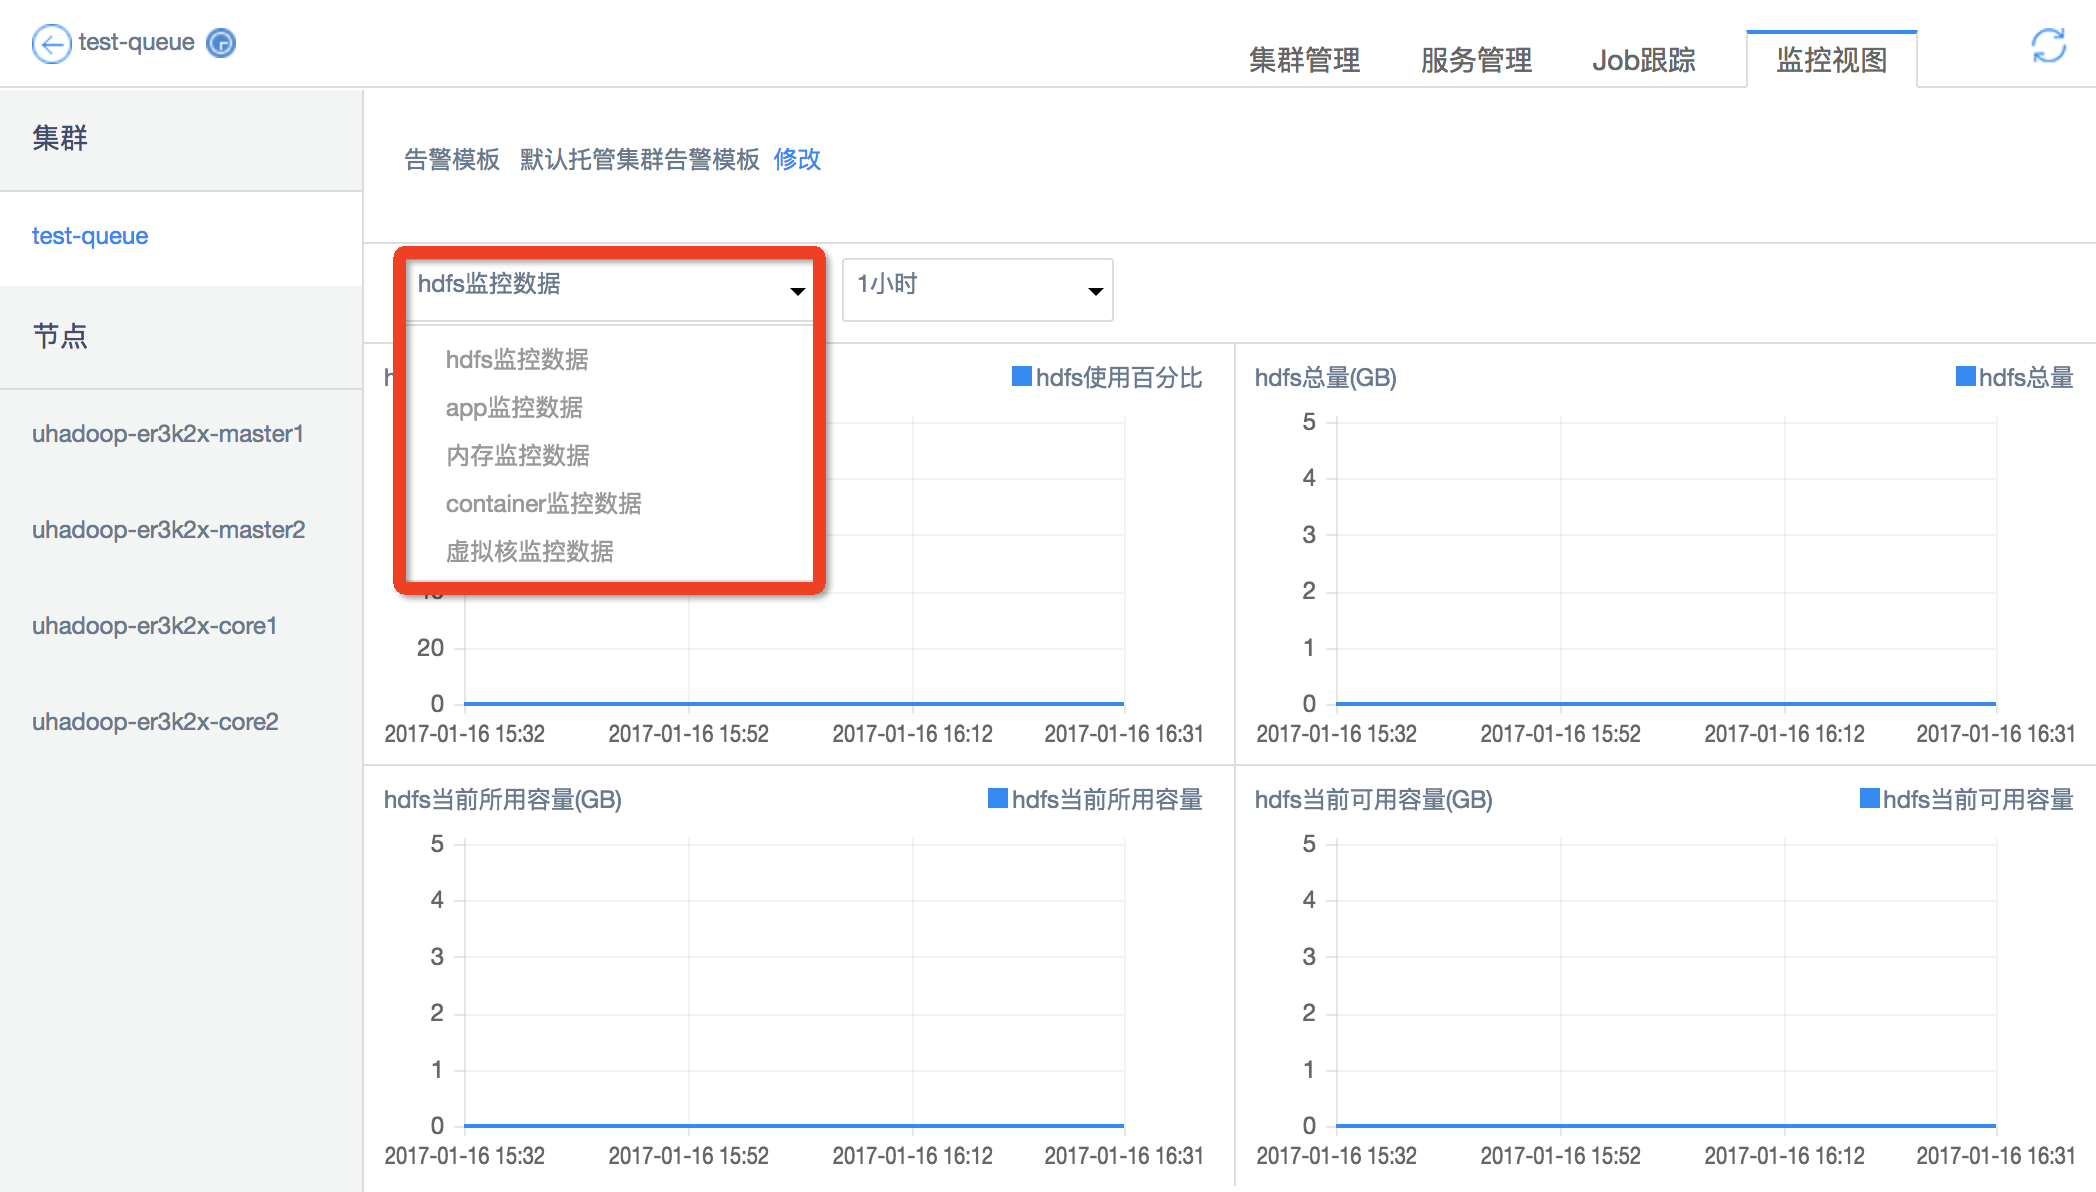 test-queue
集群管理
服务管理
Job跟踪
监控视图
集群
test-queue
节点
uhadoop-er3k2x-master1
uhadoop-er3k2x-master2
uhadoop-er3k2x-core1
uhadoop-er3k2x-core2
告警模板 默认托管集群告警模板 修改
hdfs监控数据
1小时
hdfs监控数据
app监控数据
内存监控数据
container监控数据
虚拟核监控数据
hdfs使用百分比
20
0
2017-01-16 15:32 2017-01-16 15:52 2017-01-16 16:12 2017-01-16 16:31
hdfs总量(GB)
hdfs总量
5
4
3
2
1
0
2017-01-16 15:32 2017-01-16 15:52 2017-01-16 16:12 2017-01-16 16:31
hdfs当前所用容量(GB)
hdfs当前所用容量
5
4
3
2
1
0
2017-01-16 15:32 2017-01-16 15:52 2017-01-16 16:12 2017-01-16 16:31
hdfs当前可用容量(GB)
hdfs当前可用容量
5
4
3
2
1
0
2017-01-16 15:32 2017-01-16 15:52 2017-01-16 16:12 2017-01-16 16:31